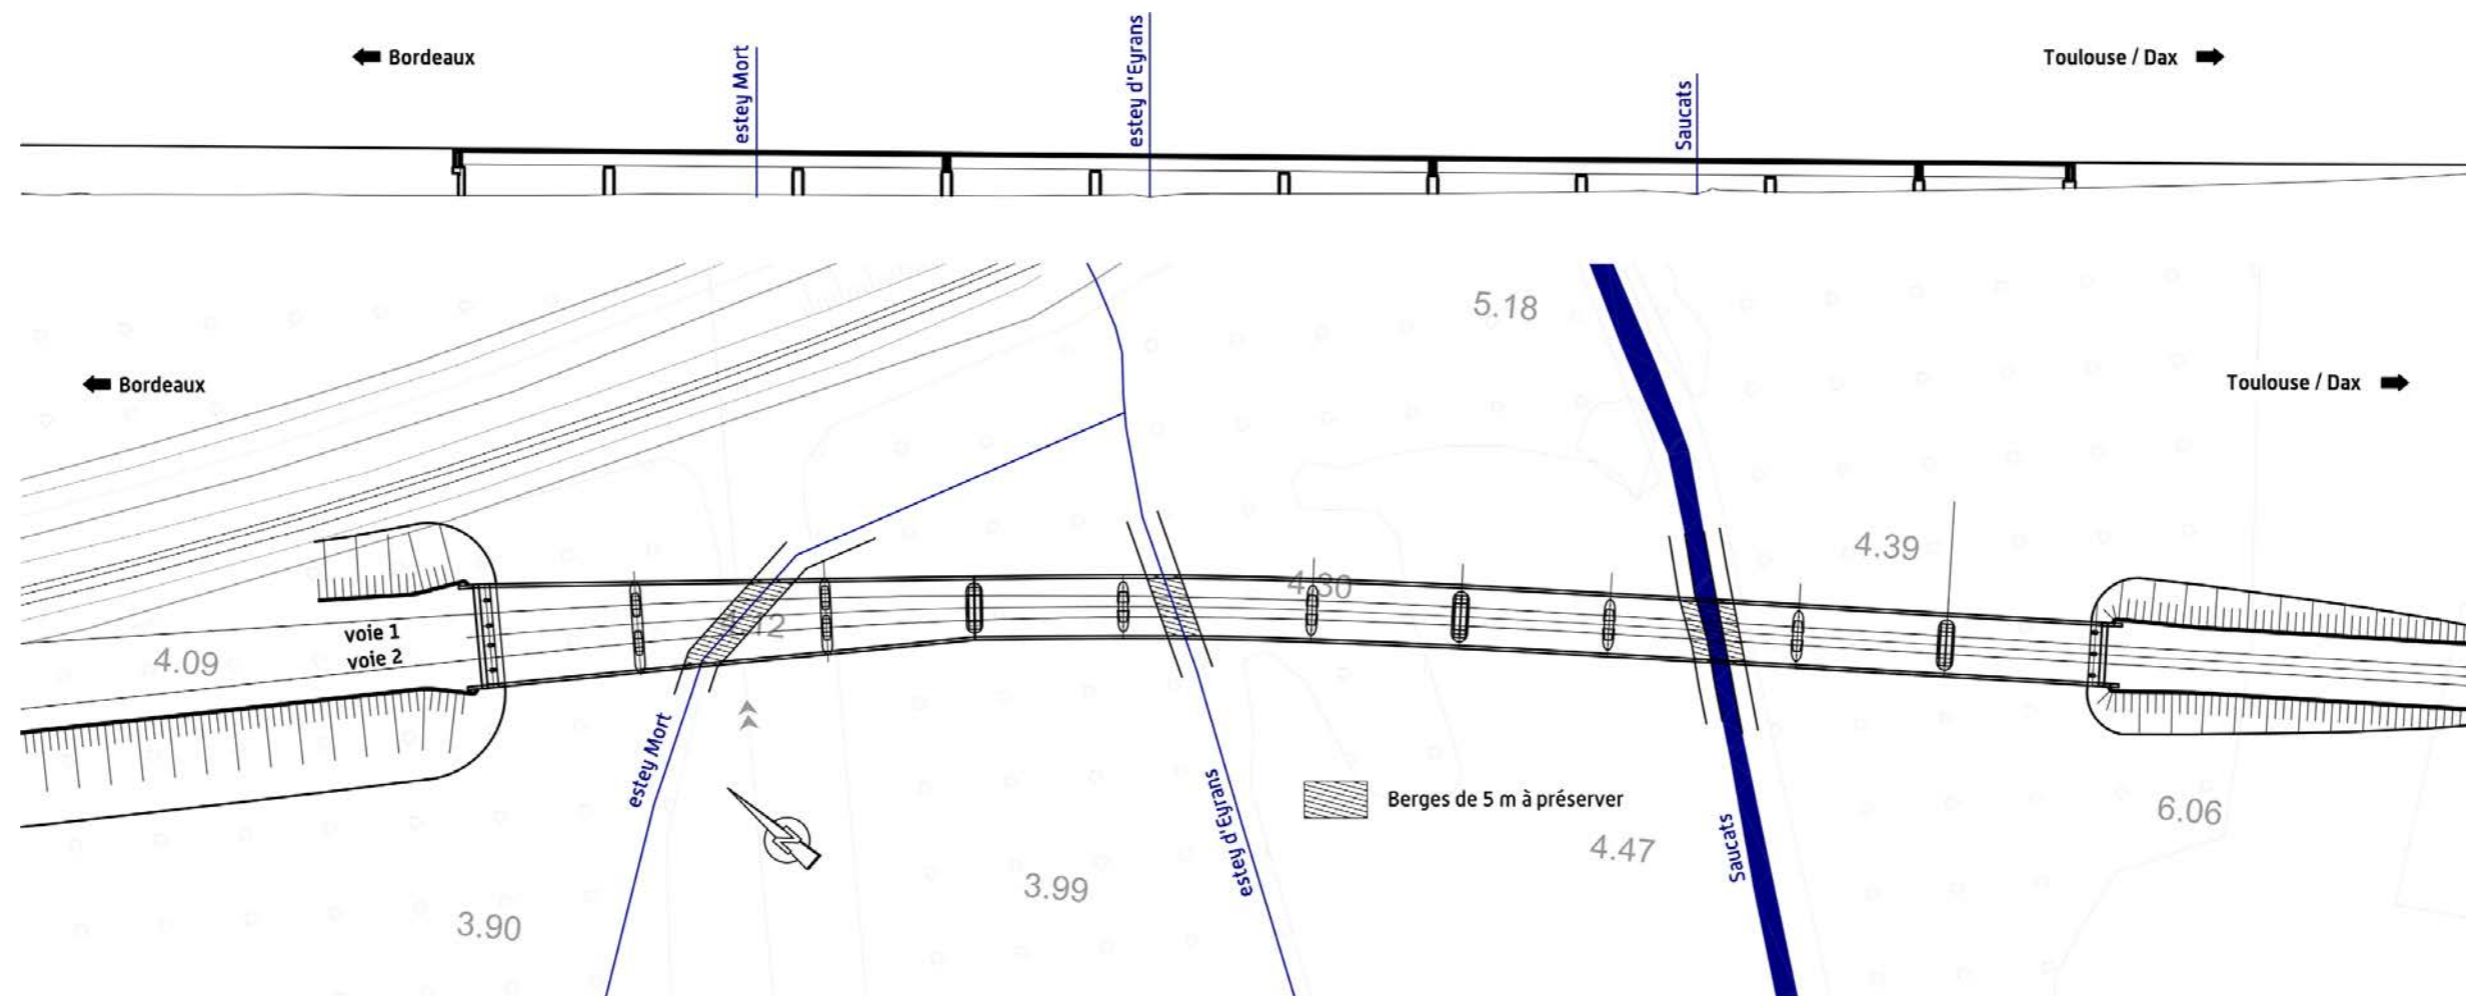 Bordeaux
Toulouse / Dax
estey Mort
estey d'Eyrans
Saucats
5.18
Bordeaux
Toulouse / Dax
4.39
4.30
voie 1
voie 2
4.09
estey Mort
estey d'Eyrans
Berges de 5 m à préserver
Saucats
6.06
4.47
3.99
3.90